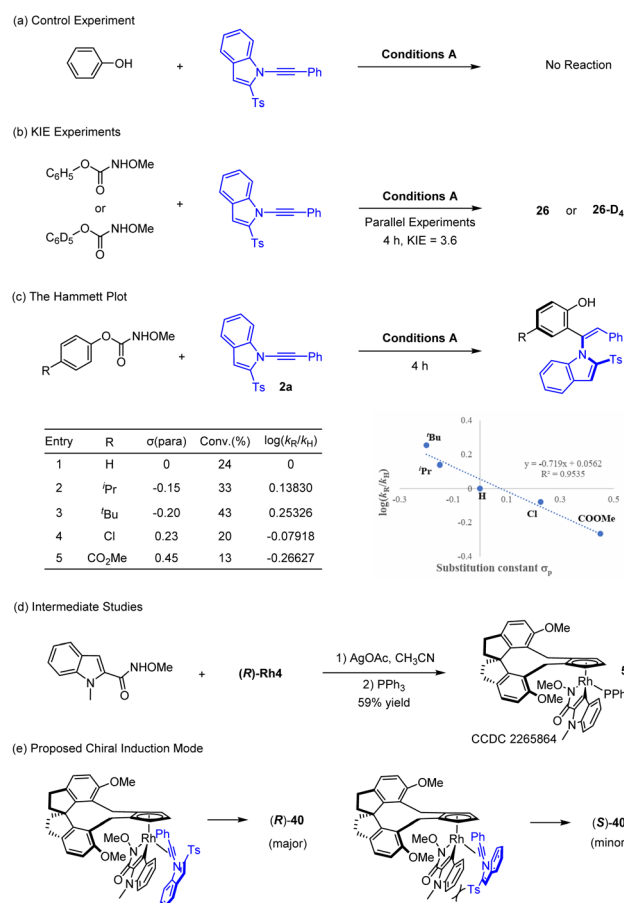 (a) Control Experiment
OH
+
N
Ph
Ts
Conditions A
No Reaction
(b) KIE Experiments
C6H5 O NHOMe
O
or
C6D5 O NHOMe
O
+
N
Ph
Ts
Conditions A
Parallel Experiments
4 h, KIE = 3.6
26 or 26-D4
(c) The Hammett Plot
R
O NHOMe
O
+
N
Ph
Ts
2a
Conditions A
4 h
OH
R
Ph
N
Ts
Entry R σ(para) Conv.(%) log(kR/kH)
1 H 0 24 0
2 iPr -0.15 33 0.13830
3 tBu -0.20 43 0.25326
4 Cl 0.23 20 -0.07918
5 CO2Me 0.45 13 -0.26627
log(kR/kH)
0.4
0.2
0
-0.4
-0.3 -0.1 0.1 0.3 0.5
tBu
iPr
H
Cl
COOMe
y = -0.719x + 0.0562
R² = 0.9535
Substitution constant σp
(d) Intermediate Studies
NHOMe
N
O
+
(R)-Rh4
1) AgOAc, CH3CN
2) PPh3
59% yield
OMe
OMe
Rh
MeO N
PPh
O
N
5
CCDC 2265864
(e) Proposed Chiral Induction Mode
OMe
OMe
Rh
MeO N
Ph
Ts
N
O
N
(R)-40
(major)
OMe
OMe
Rh
MeO N
Ph
N
Ts
O
N
(S)-40
(minor